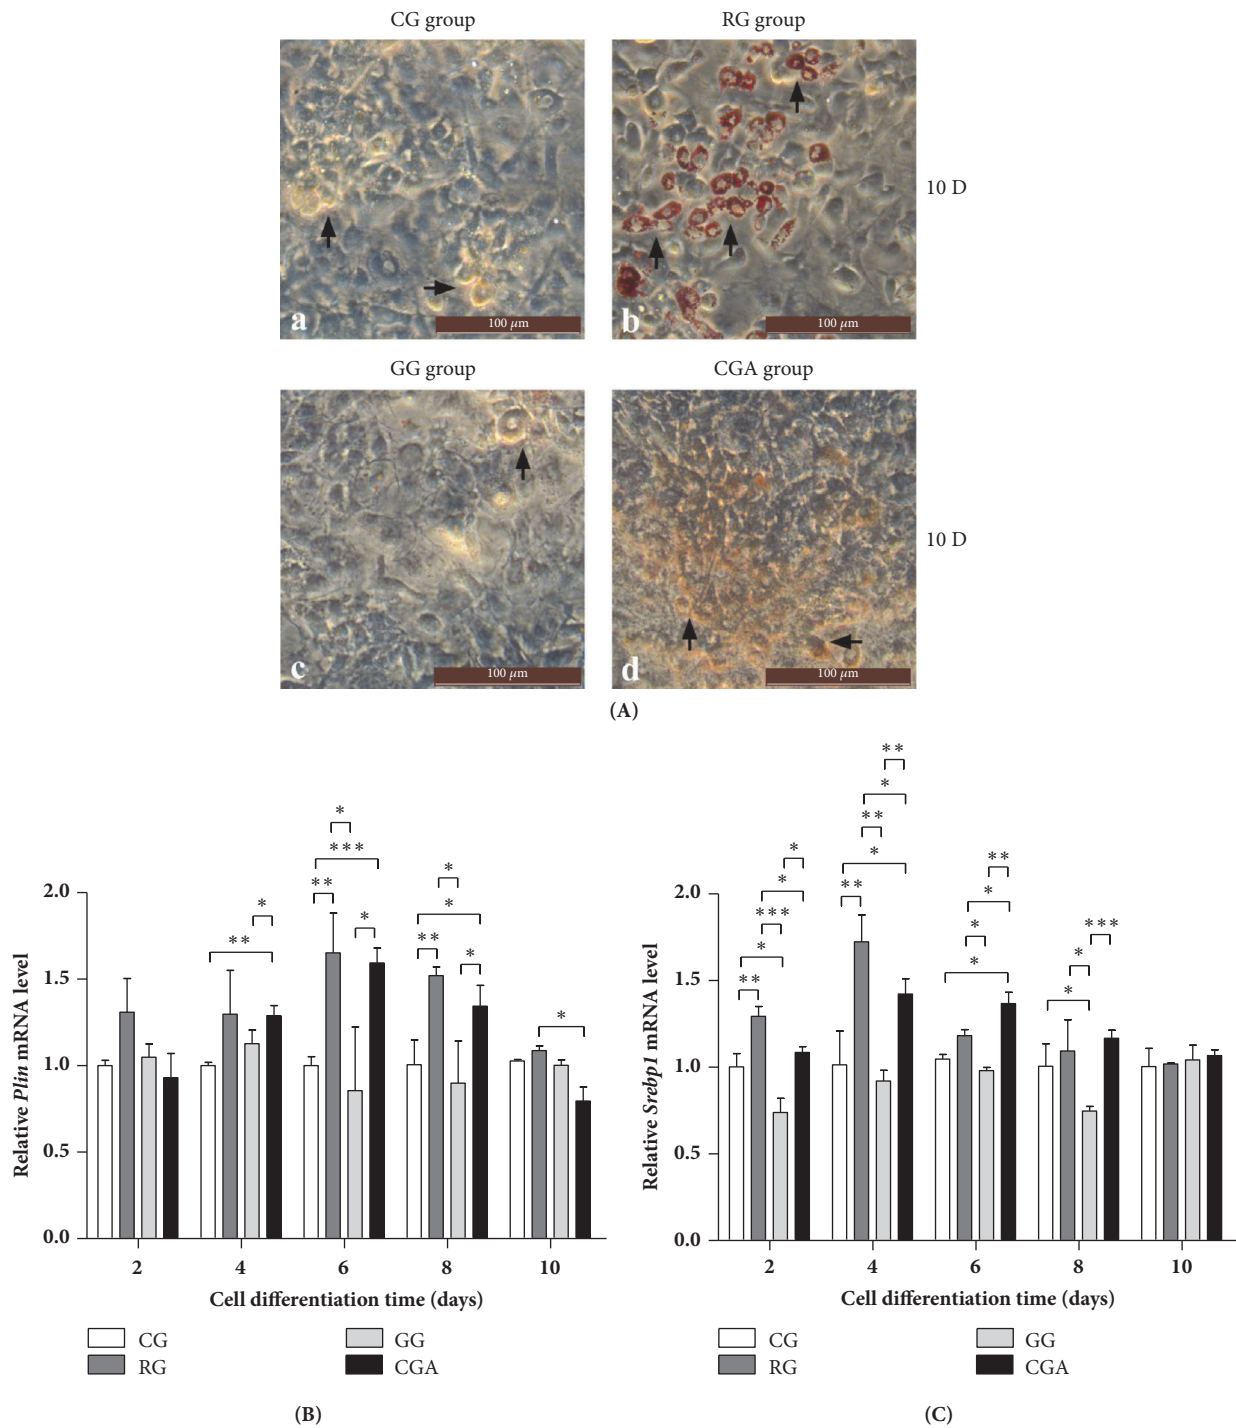 CG group
RG group
a
100 µm
b
100 µm
10 D
GG group
CGA group
c
100 µm
d
100 µm
10 D
(A)
Relative Plin mRNA level
2.0
1.5
1.0
0.5
0.0
**
*
**
***
*
*
**
*
*
*
*
2
4
6
8
10
Cell differentiation time (days)
CG
RG
GG
CGA
(B)
Relative Srebp1 mRNA level
2.0
1.5
1.0
0.5
0.0
**
*
***
*
*
**
*
**
*
**
*
*
*
**
*
*
***
2
4
6
8
10
Cell differentiation time (days)
CG
RG
GG
CGA
(C)